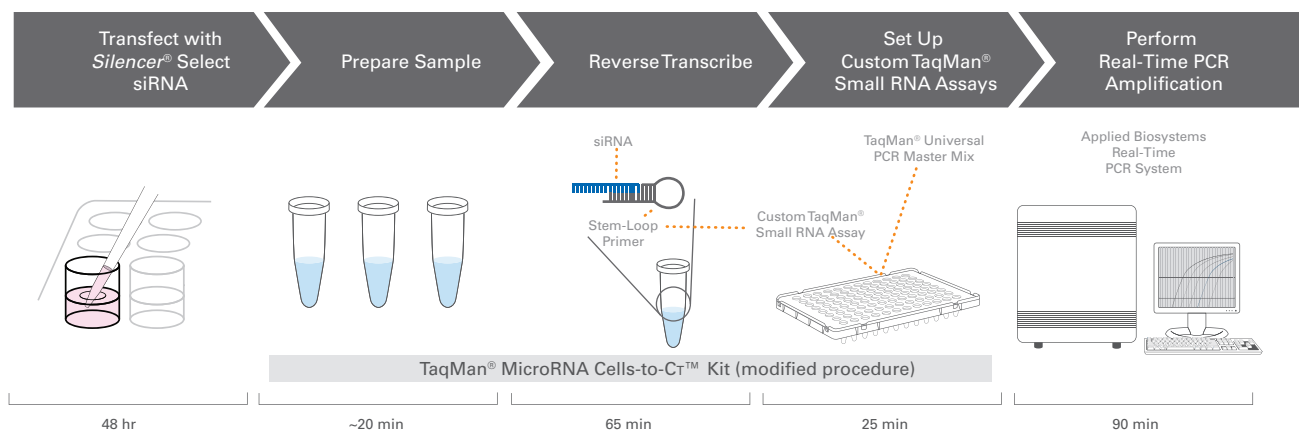 Transfect with
Silencer® Select
siRNA
Prepare Sample
Reverse Transcribe
Set Up
Custom TaqMan®
Small RNA Assays
Perform
Real-Time PCR
Amplification
siRNA
Stem-Loop
Primer
Custom TaqMan®
Small RNA Assay
TaqMan® Universal
PCR Master Mix
Applied Biosystems
Real-Time
PCR System
TaqMan® MicroRNA Cells-to-CT™ Kit (modified procedure)
48 hr
~20 min
65 min
25 min
90 min